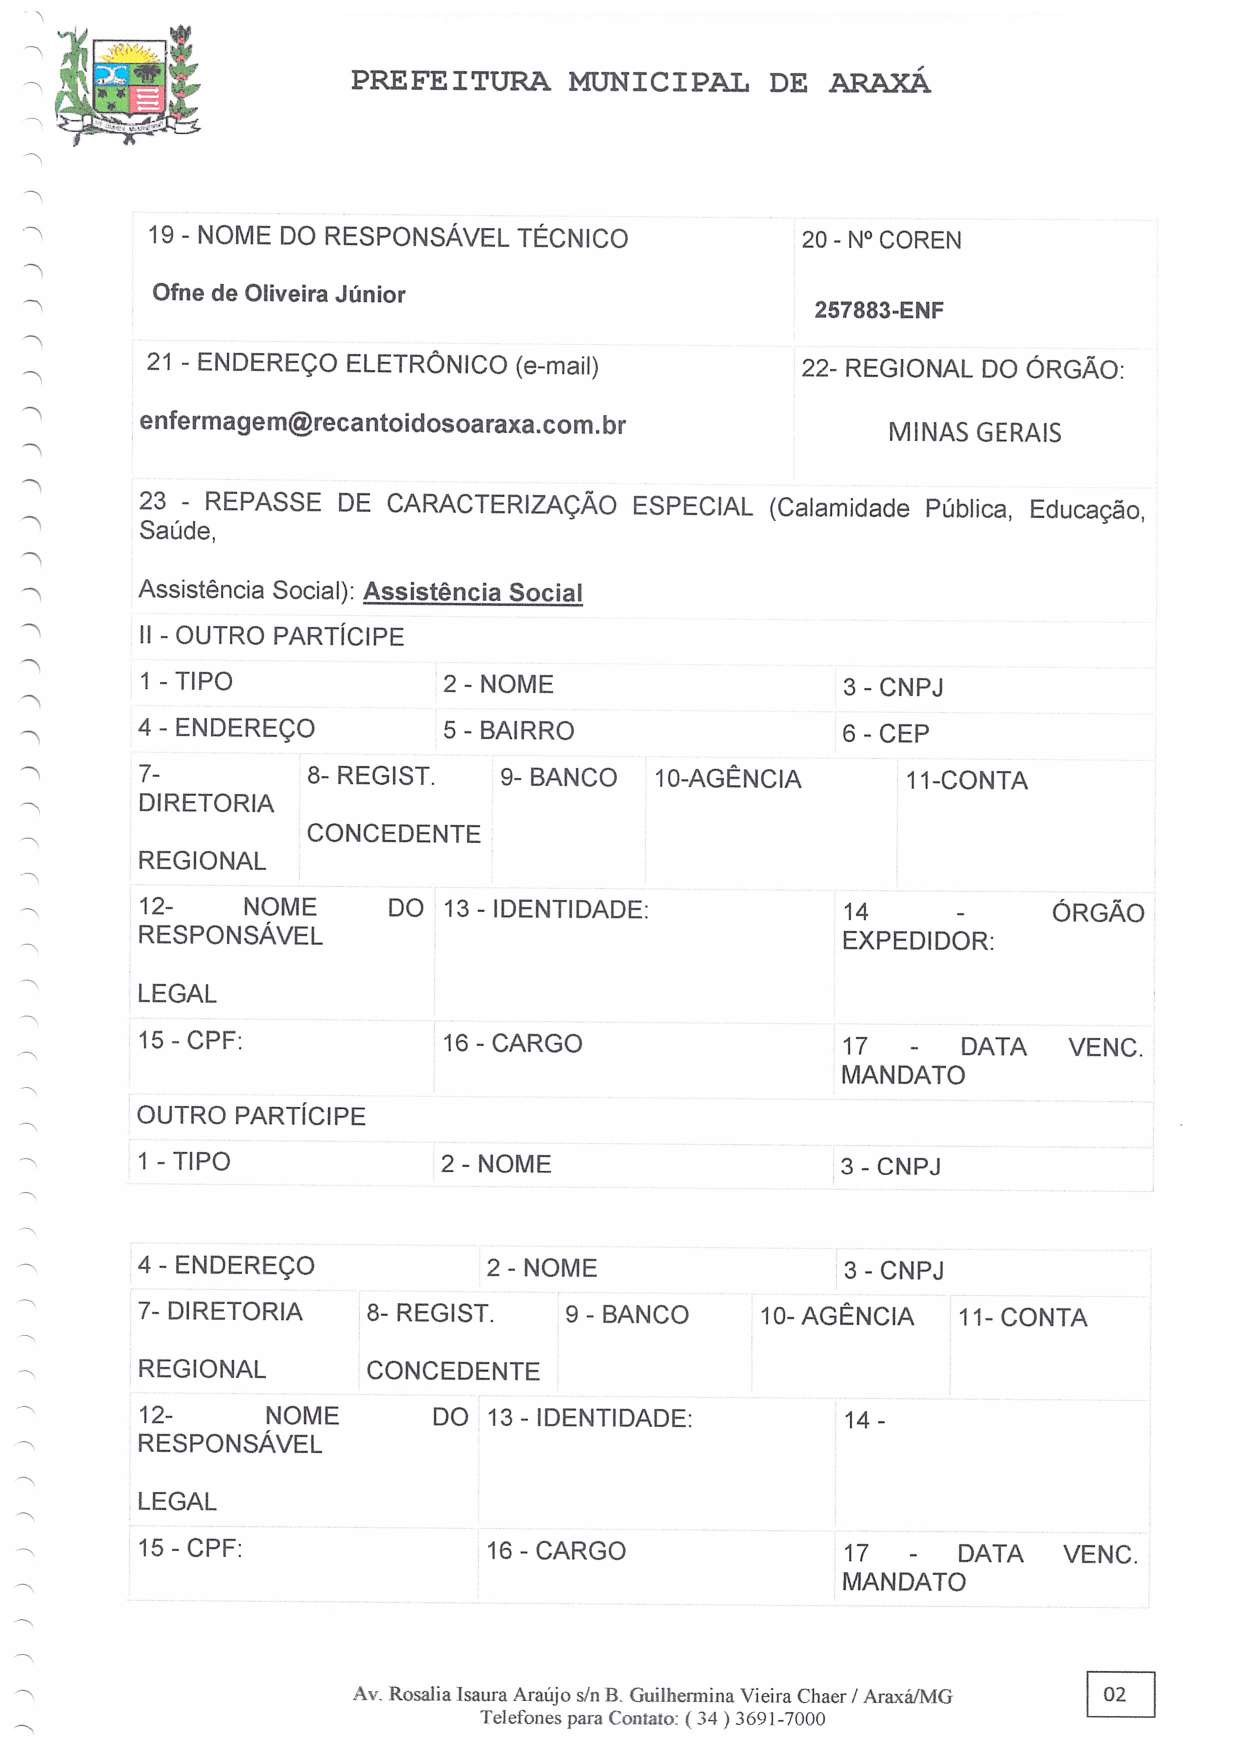 PREFEITURA MUNICIPAL DE ARAXÁ
19 - NOME DO RESPONSÁVEL TÉCNICO 20 - Nº COREN
Ofne de Oliveira Júnior
257883-ENF
21 - ENDEREÇO ELETRÔNICO (e-mail) 22- REGIONAL DO ÓRGÃO:
enfermagem@recantoidosoaraxa.com.br
MINAS GERAIS
23 - REPASSE DE CARACTERIZAÇÃO ESPECIAL (Calamidade Pública, Educação,
Saúde,
Assistência Social): Assistência Social
II - OUTRO PARTÍCIPE
1 - TIPO 2 - NOME 3 - CNPJ
4 - ENDEREÇO 5 - BAIRRO 6 - CEP
7- 8- REGIST. 9- BANCO 10-AGÊNCIA 11-CONTA
DIRETORIA
CONCEDENTE
REGIONAL
12- NOME DO 13 - IDENTIDADE: 14 - ÓRGÃO
RESPONSÁVEL EXPEDIDOR:
LEGAL
15 - CPF: 16 - CARGO 17 - DATA VENC.
MANDATO
OUTRO PARTÍCIPE
1 - TIPO 2 - NOME 3 - CNPJ
4 - ENDEREÇO 2 - NOME 3 - CNPJ
7- DIRETORIA 8- REGIST. 9 - BANCO 10- AGÊNCIA 11- CONTA
REGIONAL CONCEDENTE
12- NOME DO 13 - IDENTIDADE: 14 -
RESPONSÁVEL
LEGAL
15 - CPF: 16 - CARGO 17 - DATA VENC.
MANDATO
Av. Rosalia Isaura Araújo s/n B. Guilhermina Vieira Chaer / Araxá/MG 02
Telefones para Contato: ( 34 ) 3691-7000